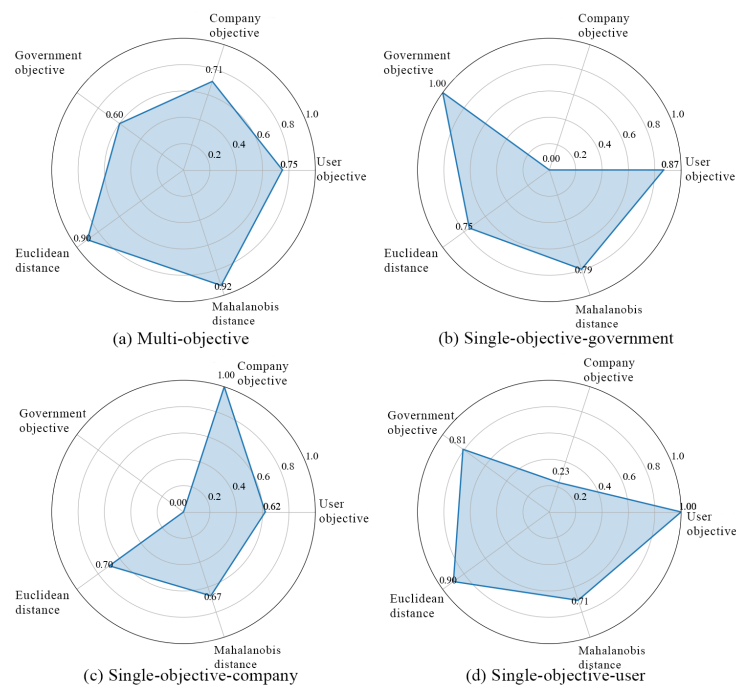 Company
objective
Government
objective
0.71
0.60
1.0
0.8
0.6
0.4
0.2
0.75
User
objective
0.90
Euclidean
distance
0.92
Mahalanobis
distance
(a) Multi-objective
Company
objective
Government
objective
1.00
1.0
0.8
0.6
0.4
0.2
0.00
0.87
User
objective
0.75
Euclidean
distance
0.79
Mahalanobis
distance
(b) Single-objective-government
1.00
Company
objective
Government
objective
1.0
0.8
0.6
0.4
0.2
0.00
0.62
User
objective
0.70
Euclidean
distance
0.67
Mahalanobis
distance
(c) Single-objective-company
Company
objective
Government
objective
0.81
1.0
0.8
0.6
0.4
0.2
0.23
1.00
User
objective
0.90
Euclidean
distance
0.71
Mahalanobis
distance
(d) Single-objective-user